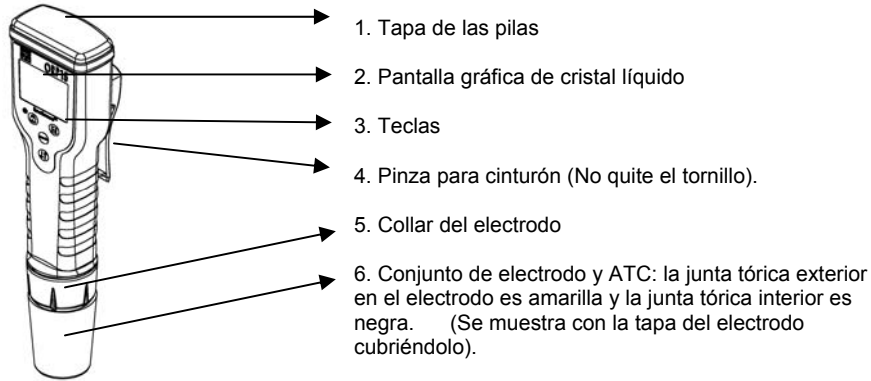 1. Tapa de las pilas
2. Pantalla gráfica de cristal líquido
3. Teclas
4. Pinza para cinturón (No quite el tornillo).
5. Collar del electrodo
6. Conjunto de electrodo y ATC: la junta tórica exterior
en el electrodo es amarilla y la junta tórica interior es
negra. (Se muestra con la tapa del electrodo
cubriéndolo).